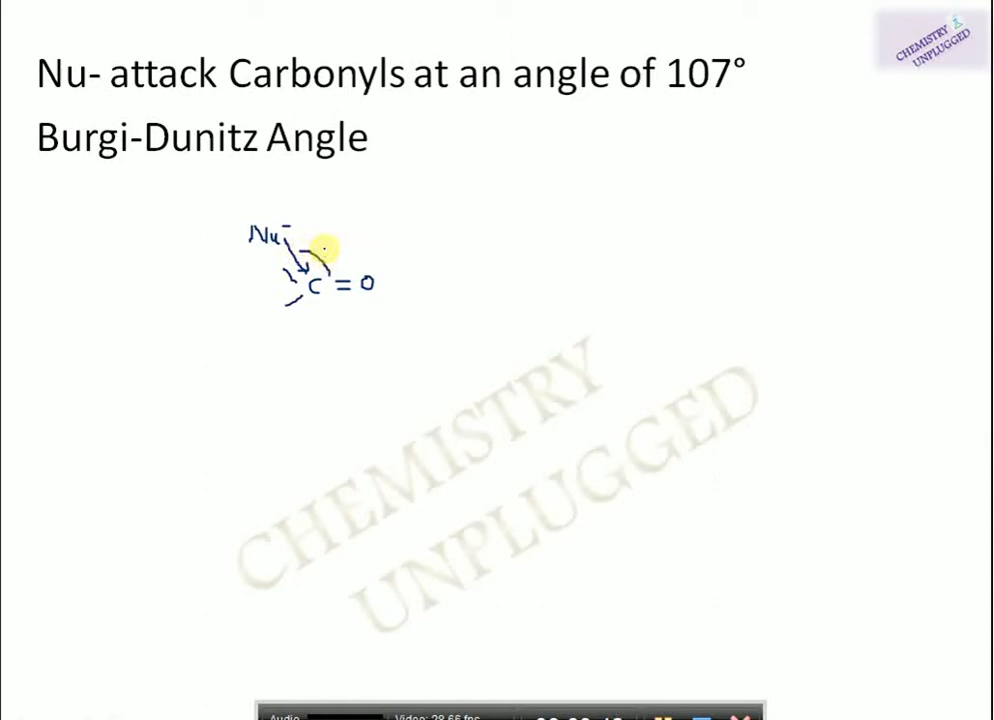 CHEMISTRY
UNPLUGGED
Nu- attack Carbonyls at an angle of 107°
Burgi-Dunitz Angle
Nu-
C = O
CHEMISTRY
UNPLUGGED